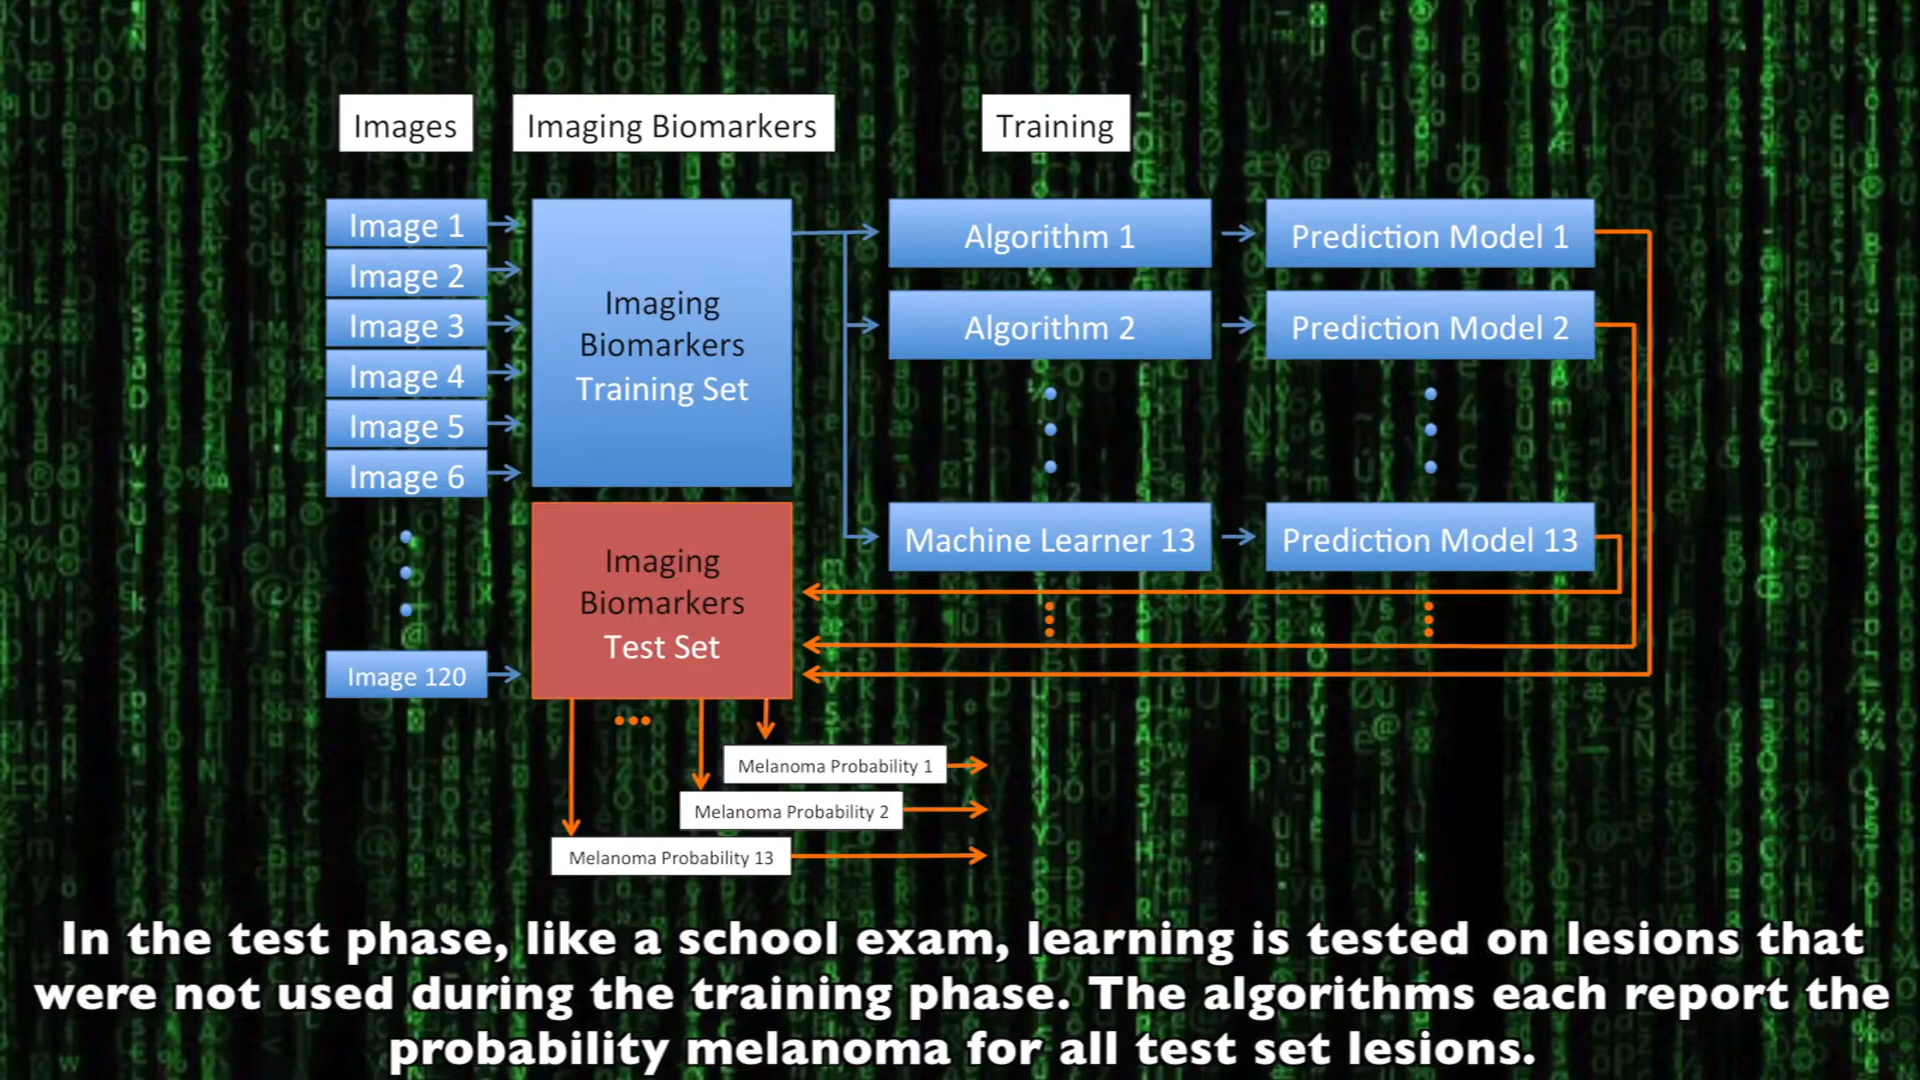 Images
Imaging Biomarkers
Training
Image 1
Image 2
Image 3
Image 4
Image 5
Image 6
Image 120
Imaging
Biomarkers
Training Set
Imaging
Biomarkers
Test Set
Algorithm 1
Prediction Model 1
Algorithm 2
Prediction Model 2
Machine Learner 13
Prediction Model 13
Melanoma Probability 1
Melanoma Probability 2
Melanoma Probability 13
In the test phase, like a school exam, learning is tested on lesions that
were not used during the training phase. The algorithms each report the
probability melanoma for all test set lesions.